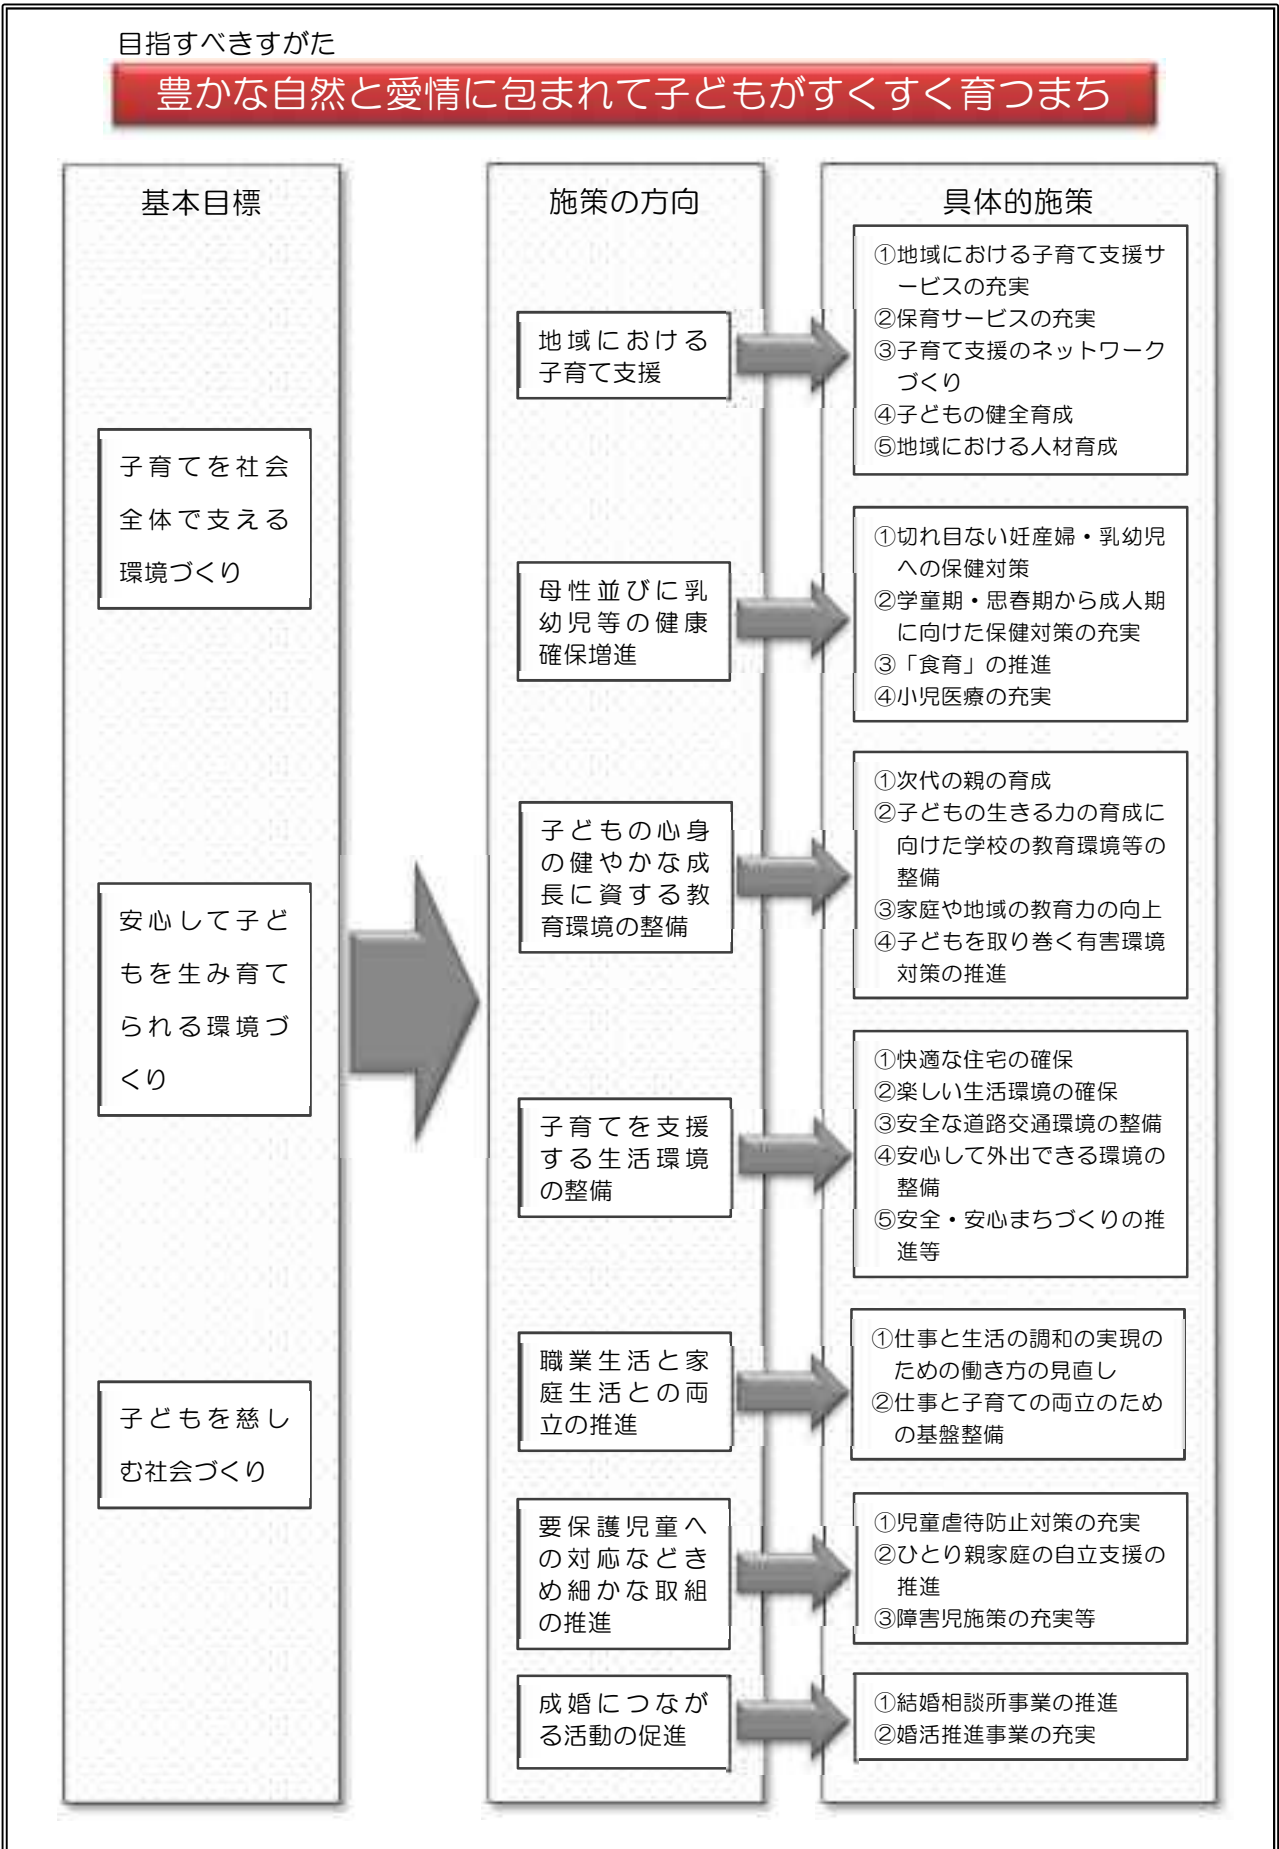 目指すべきすがた
豊かな自然と愛情に包まれて子どもがすくすく育つまち
基本目標
子育てを社会
全体で支える
環境づくり
安心して子ど
もを生み育て
られる環境づ
くり
子どもを慈し
む社会づくり
施策の方向
地域における
子育て支援
母性並びに乳
幼児等の健康
確保増進
子どもの心身
の健やかな成
長に資する教
育環境の整備
子育てを支援
する生活環境
の整備
職業生活と家
庭生活との両
立の推進
要保護児童へ
の対応などき
め細かな取組
の推進
成婚につなが
る活動の促進
具体的施策
①地域における子育て支援サ
ービスの充実
②保育サービスの充実
③子育て支援のネットワーク
づくり
④子どもの健全育成
⑤地域における人材育成
①切れ目ない妊産婦・乳幼児
への保健対策
②学童期・思春期から成人期
に向けた保健対策の充実
③「食育」の推進
④小児医療の充実
①次代の親の育成
②子どもの生きる力の育成に
向けた学校の教育環境等の
整備
③家庭や地域の教育力の向上
④子どもを取り巻く有害環境
対策の推進
①快適な住宅の確保
②楽しい生活環境の確保
③安全な道路交通環境の整備
④安心して外出できる環境の
整備
⑤安全・安心まちづくりの推
進等
①仕事と生活の調和の実現の
ための働き方の見直し
②仕事と子育ての両立のため
の基盤整備
①児童虐待防止対策の充実
②ひとり親家庭の自立支援の
推進
③障害児施策の充実等
①結婚相談所事業の推進
②婚活推進事業の充実